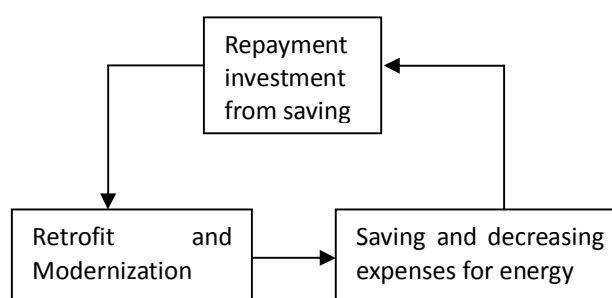 Repayment
investment
from saving
Retrofit and
Modernization
Saving and decreasing
expenses for energy